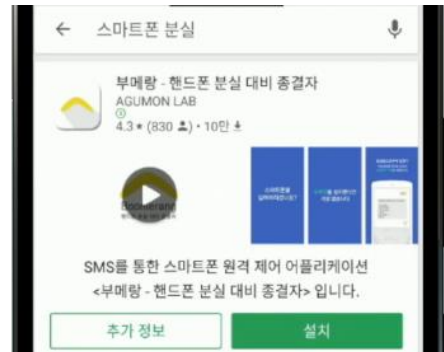 스마트폰 분실
부메랑 - 핸드폰 분실 대비 종결자
AGUMON LAB
4.3★ (830 ) • 10만
Boomerang
SMS를 통한 스마트폰 원격 제어 어플리케이션
<부메랑 - 핸드폰 분실 대비 종결자> 입니다.
추가 정보
설치